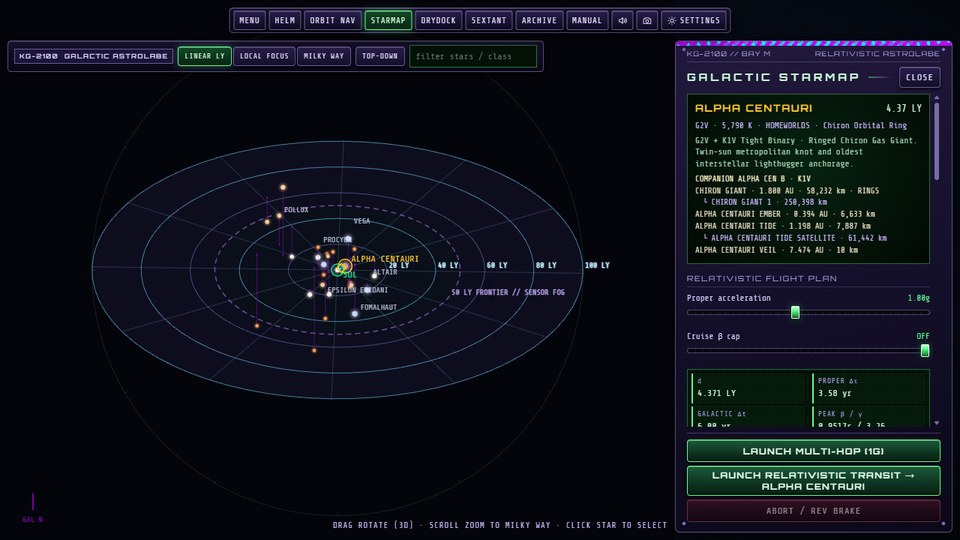 MENU HELM ORBIT NAV STARMAP DRYDOCK SEXTANT ARCHIVE MANUAL SETTINGS
KG-2100 GALACTIC ASTROLABE LINEAR LY LOCAL FOCUS MILKY WAY TOP-DOWN filter stars / class
POLLUX
VEGA
PROCYON
ALPHA CENTAURI
20 LY 40 LY 60 LY 80 LY 100 LY
SOL
ALTAIR
EPSILON ERIDANI
50 LY FRONTIER // SENSOR FOG
FOMALHAUT
GAL N
DRAG ROTATE (3D) · SCROLL ZOOM TO MILKY WAY · CLICK STAR TO SELECT
KG-2100 // BAY M RELATIVISTIC ASTROLABE
GALACTIC STARMAP CLOSE
ALPHA CENTAURI 4.37 LY
G2V · 5,790 K · HOMEWORLDS · Chiron Orbital Ring
G2V + K1V Tight Binary · Ringed Chiron Gas Giant.
Twin-sun metropolitan knot and oldest
interstellar lighthugger anchorage.
COMPANION ALPHA CEN B · K1V
CHIRON GIANT · 1.800 AU · 58,232 km · RINGS
└ CHIRON GIANT 1 · 250,398 km
ALPHA CENTAURI EMBER · 0.394 AU · 6,633 km
ALPHA CENTAURI TIDE · 1.198 AU · 7,887 km
└ ALPHA CENTAURI TIDE SATELLITE · 61,442 km
ALPHA CENTAURI VEIL · 7.474 AU · 10,474 km
RELATIVISTIC FLIGHT PLAN
Proper acceleration 1.00g
Cruise β cap OFF
d
4.371 LY
PROPER Δτ
3.58 yr
GALACTIC Δt
6.00 yr
PEAK β / γ
0.9517c / 3.26
LAUNCH MULTI-HOP (1G)
LAUNCH RELATIVISTIC TRANSIT →
ALPHA CENTAURI
ABORT / REV BRAKE